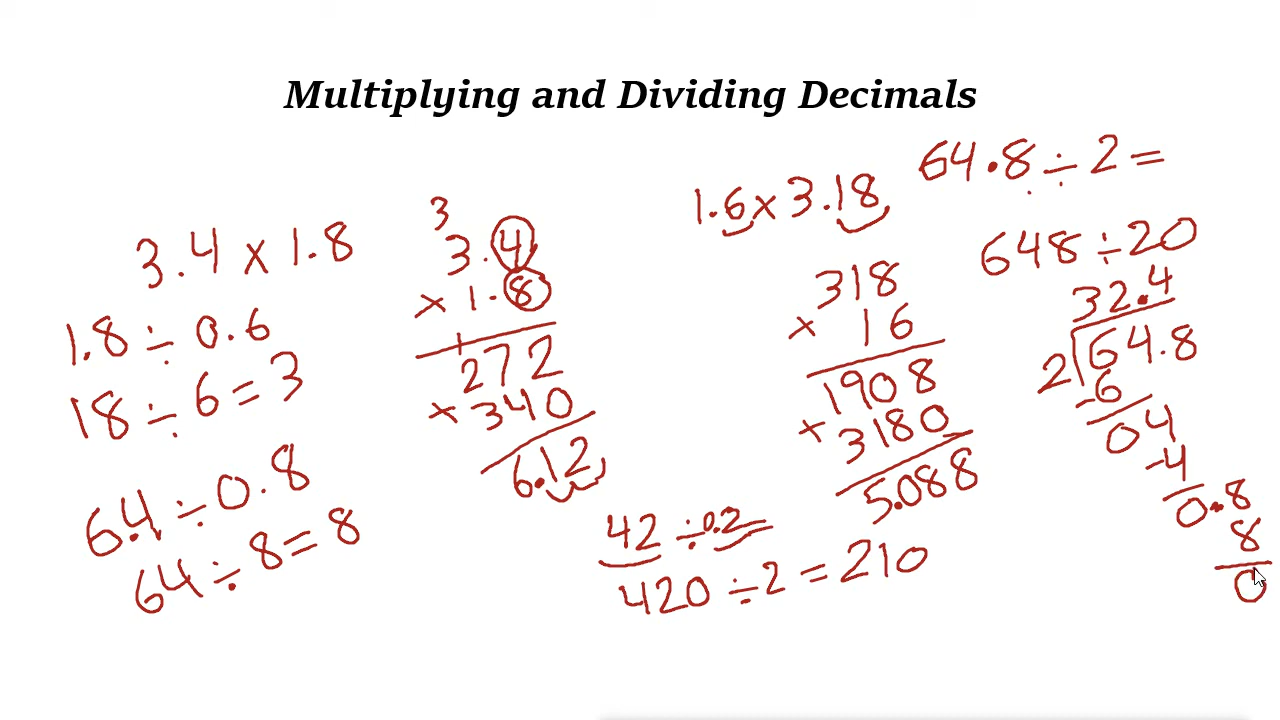 Multiplying and Dividing Decimals
3.4 x 1.8
1.8 ÷ 0.6
18 ÷ 6 = 3
6.4 ÷ 0.8
64 ÷ 8 = 8
3
3.4
x 1.8
1
272
+ 340
6.12
1.6 x 3.18
318
x 16
1908
+ 3180
5.088
42 ÷ 0.2 =
420 ÷ 2 = 210
64.8 ÷ 2 =
648 ÷ 20
32.4
2)64.8
-6
04
-4
0.8
8
0